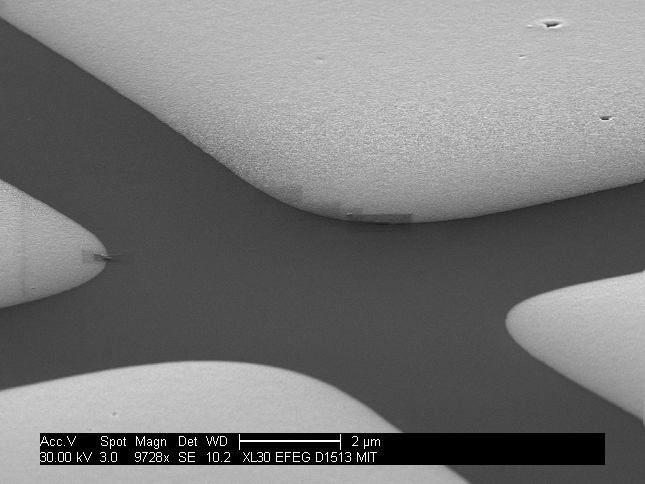 Acc.V Spot Magn Det WD 2 µm
30.00 kV 3.0 9728x SE 10.2 XL30 EFEG D1513 MIT